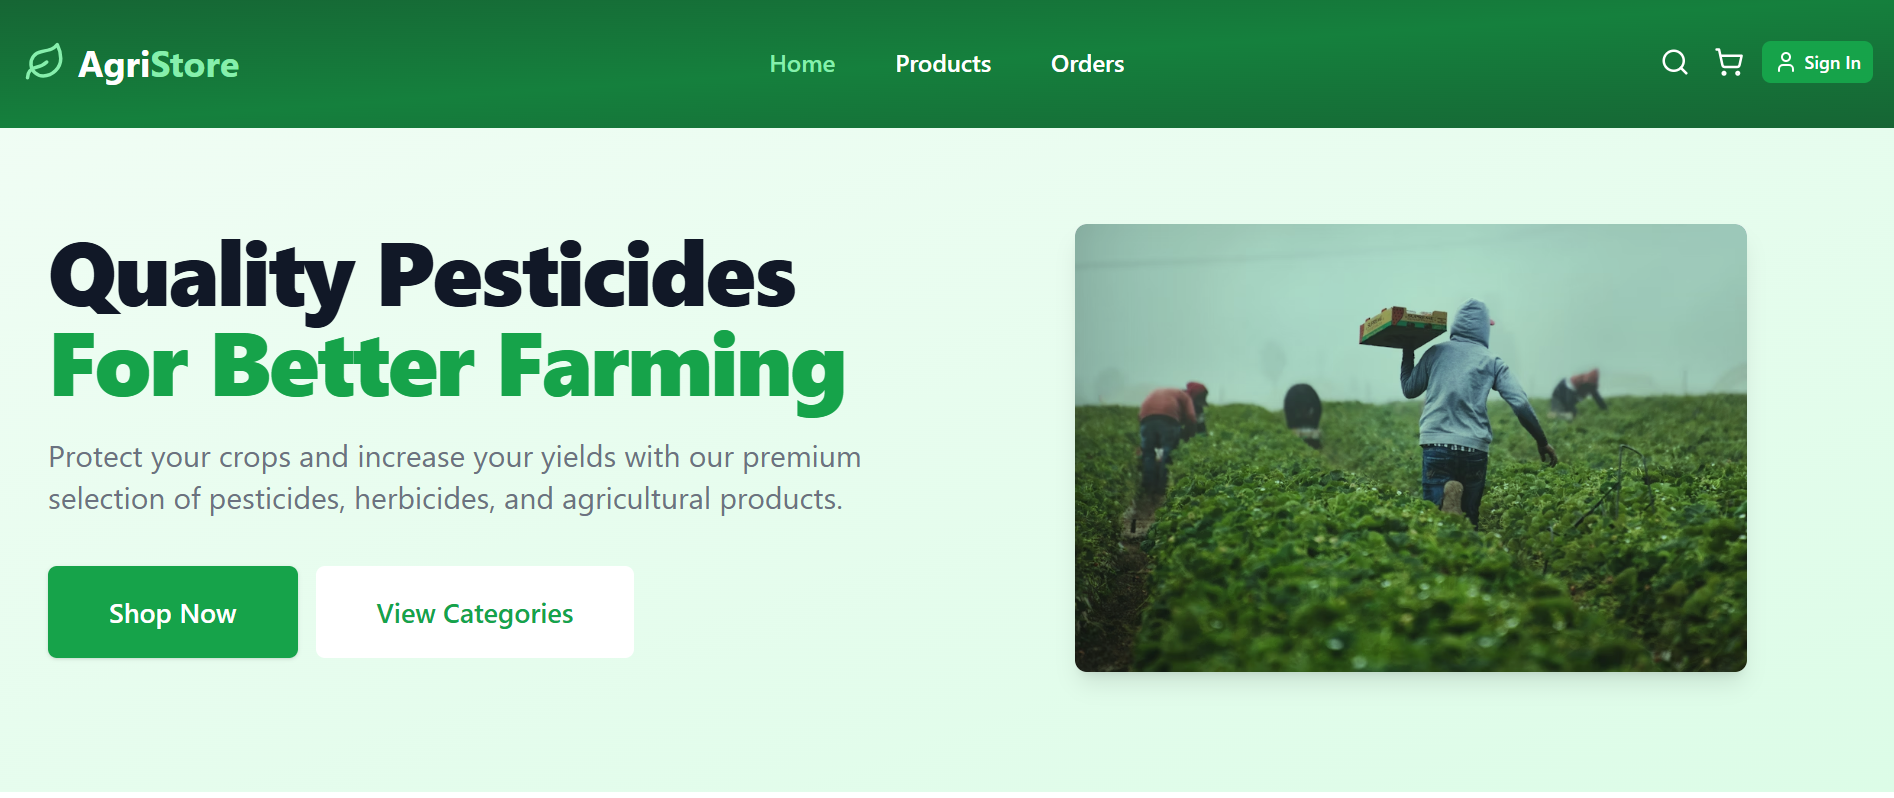 AgriStore
Home
Products
Orders
Sign In
Quality Pesticides
For Better Farming
Protect your crops and increase your yields with our premium
selection of pesticides, herbicides, and agricultural products.
Shop Now
View Categories